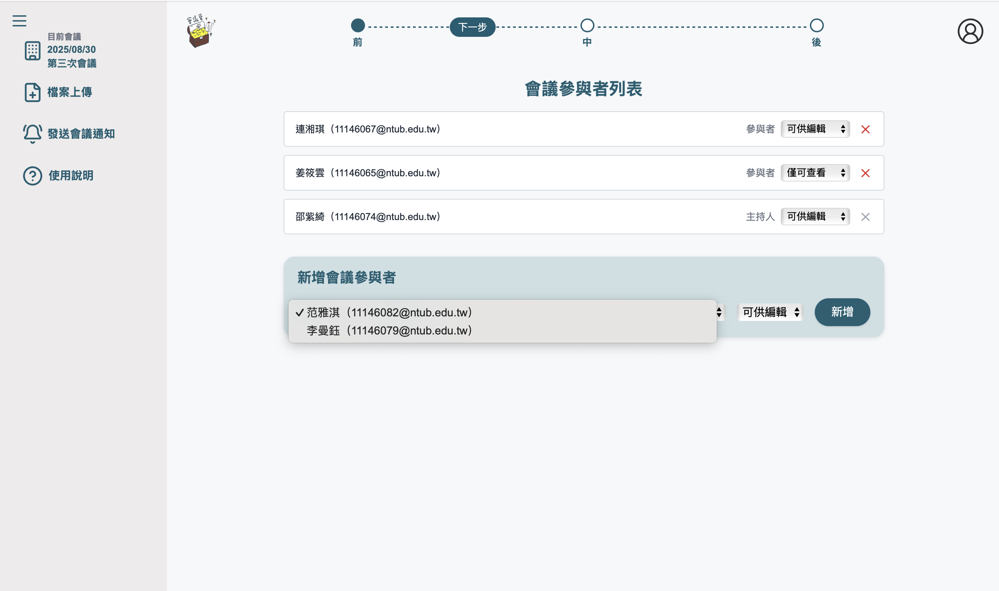 目前會議
2025/08/30
第三次會議
檔案上傳
發送會議通知
使用說明
會議寶
下一步
前
中
後
會議參與者列表
連湘琪（11146067@ntub.edu.tw）
參與者
可供編輯
姜筱雲（11146065@ntub.edu.tw）
參與者
僅可查看
邵紫綺（11146074@ntub.edu.tw）
主持人
可供編輯
新增會議參與者
范雅淇（11146082@ntub.edu.tw）
李曼鈺（11146079@ntub.edu.tw）
可供編輯
新增